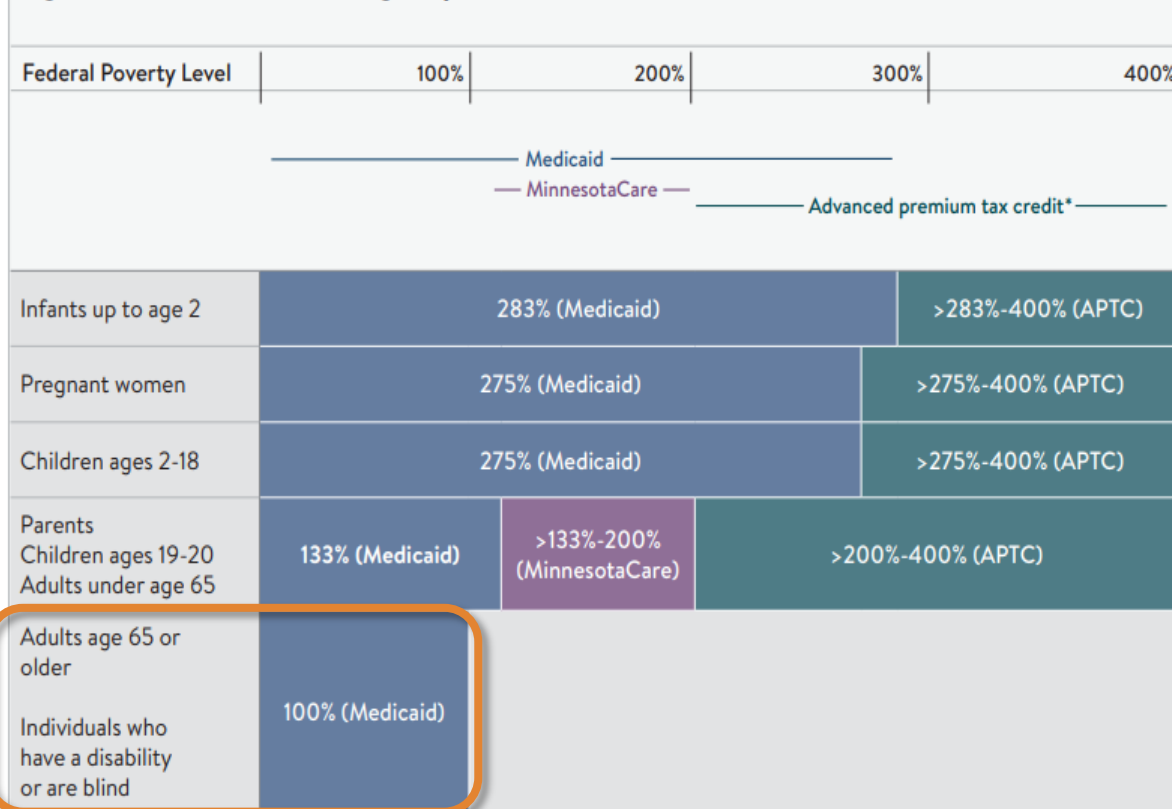 Federal Poverty Level 100% 200% 300% 400%
Medicaid
MinnesotaCare
Advanced premium tax credit*
Infants up to age 2 283% (Medicaid) >283%-400% (APTC)
Pregnant women 275% (Medicaid) >275%-400% (APTC)
Children ages 2-18 275% (Medicaid) >275%-400% (APTC)
Parents
Children ages 19-20
Adults under age 65
133% (Medicaid)
>133%-200%
(MinnesotaCare)
>200%-400% (APTC)
Adults age 65 or
older
Individuals who
have a disability
or are blind
100% (Medicaid)